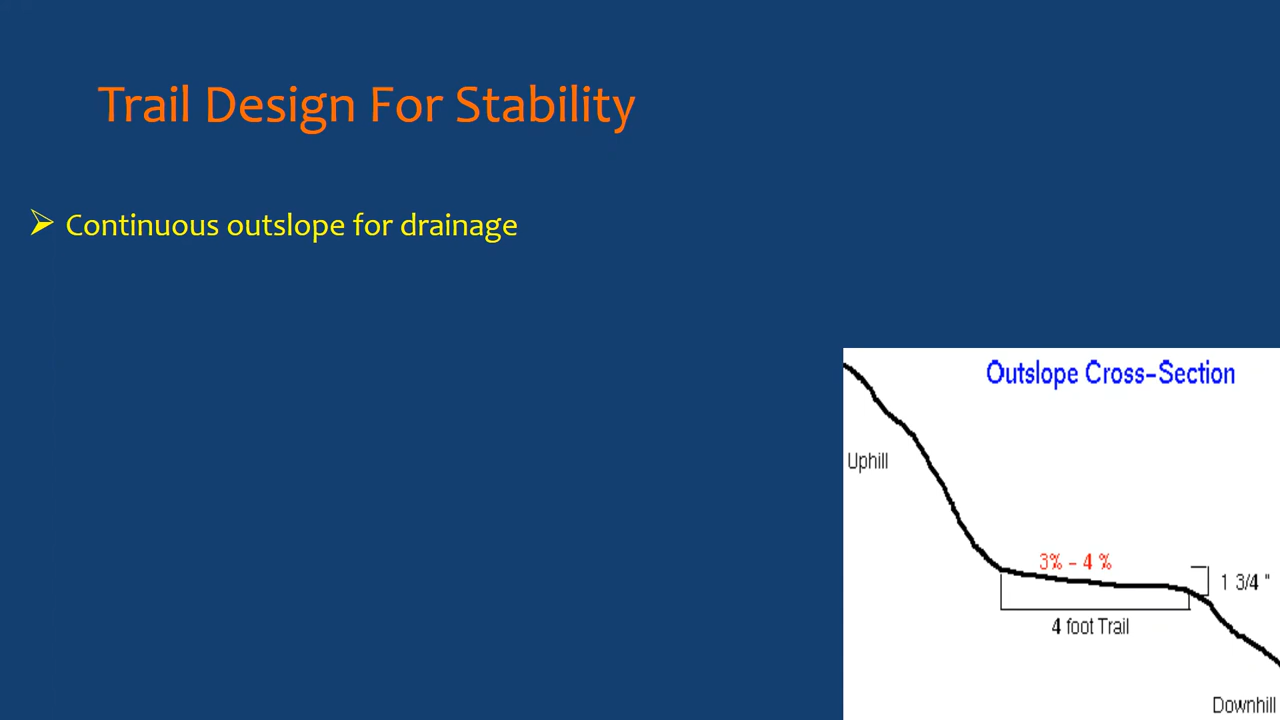 Trail Design For Stability
Continuous outslope for drainage
Outslope Cross-Section
Uphill
3% - 4 %
1 3/4 "
4 foot Trail
Downhill